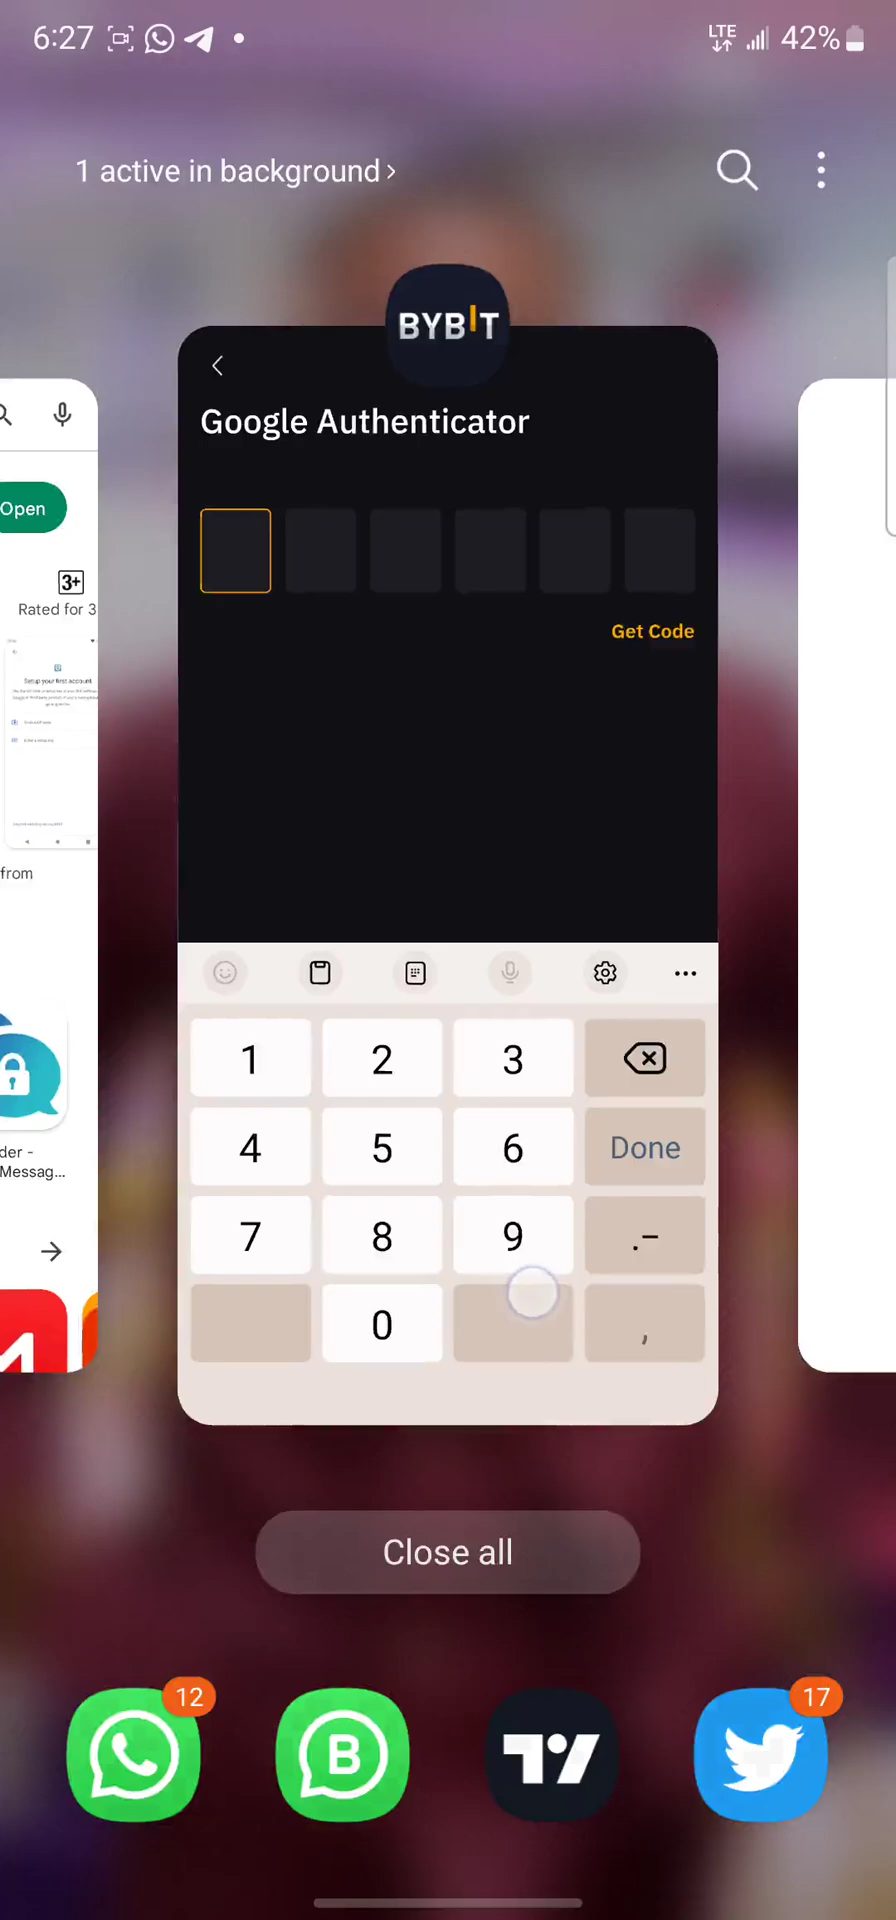 6:27
LTE
42%
1 active in background >
BYBIT
Google Authenticator
Get Code
Open
3+
Rated for 3
Setup your first account
from
der -
Messag...
1
2
3
4
5
6
Done
7
8
9
.-
0
,
Close all
12
B
17